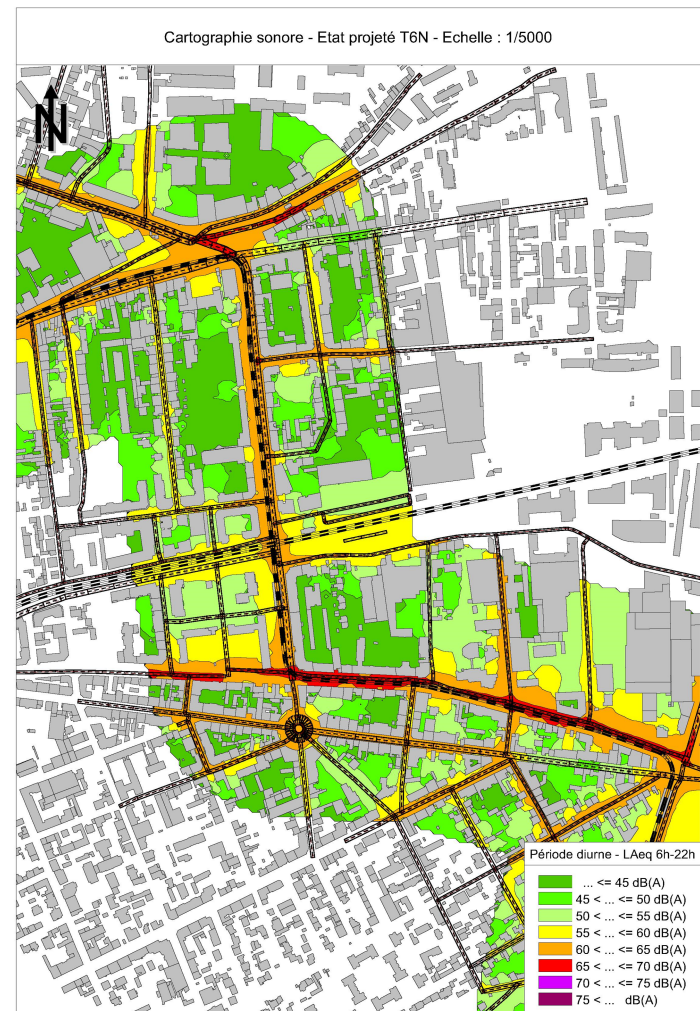 Cartographie sonore - Etat projeté T6N - Echelle : 1/5000
N
Période diurne - LAeq 6h-22h
... <= 45 dB(A)
45 < ... <= 50 dB(A)
50 < ... <= 55 dB(A)
55 < ... <= 60 dB(A)
60 < ... <= 65 dB(A)
65 < ... <= 70 dB(A)
70 < ... <= 75 dB(A)
75 < ... dB(A)